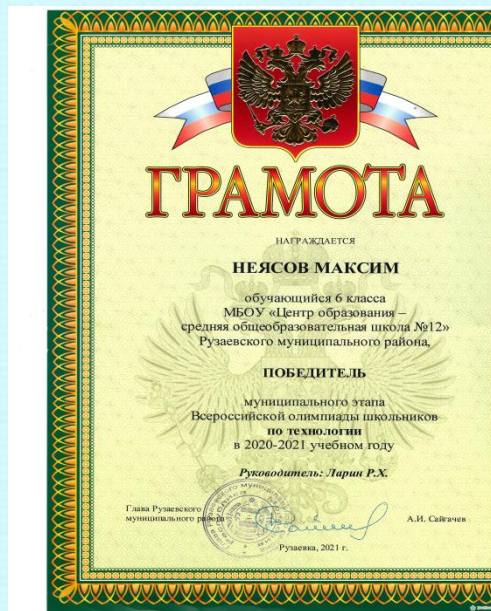 ГРАМОТА
НАГРАЖДАЕТСЯ
НЕЯСОВ МАКСИМ
обучающийся 6 класса
МБОУ «Центр образования –
средняя общеобразовательная школа №12»
Рузаевского муниципального района,
ПОБЕДИТЕЛЬ
муниципального этапа
Всероссийской олимпиады школьников
по технологии
в 2020-2021 учебном году
Руководитель: Ларин Р.Х.
Глава Рузаевского
муниципального района
А.И. Сайгачев
Рузаевка, 2021 г.